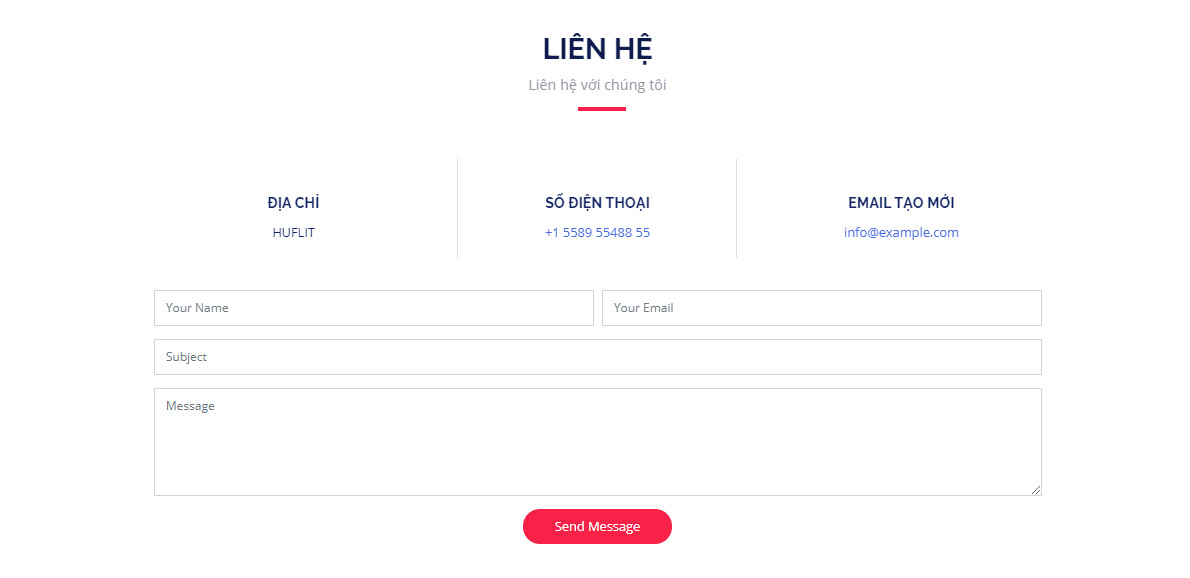 LIÊN HỆ
Liên hệ với chúng tôi
ĐỊA CHỈ
HUFLIT
SỐ ĐIỆN THOẠI
+1 5589 55488 55
EMAIL TẠO MỚI
info@example.com
Your Name
Your Email
Subject
Message
Send Message